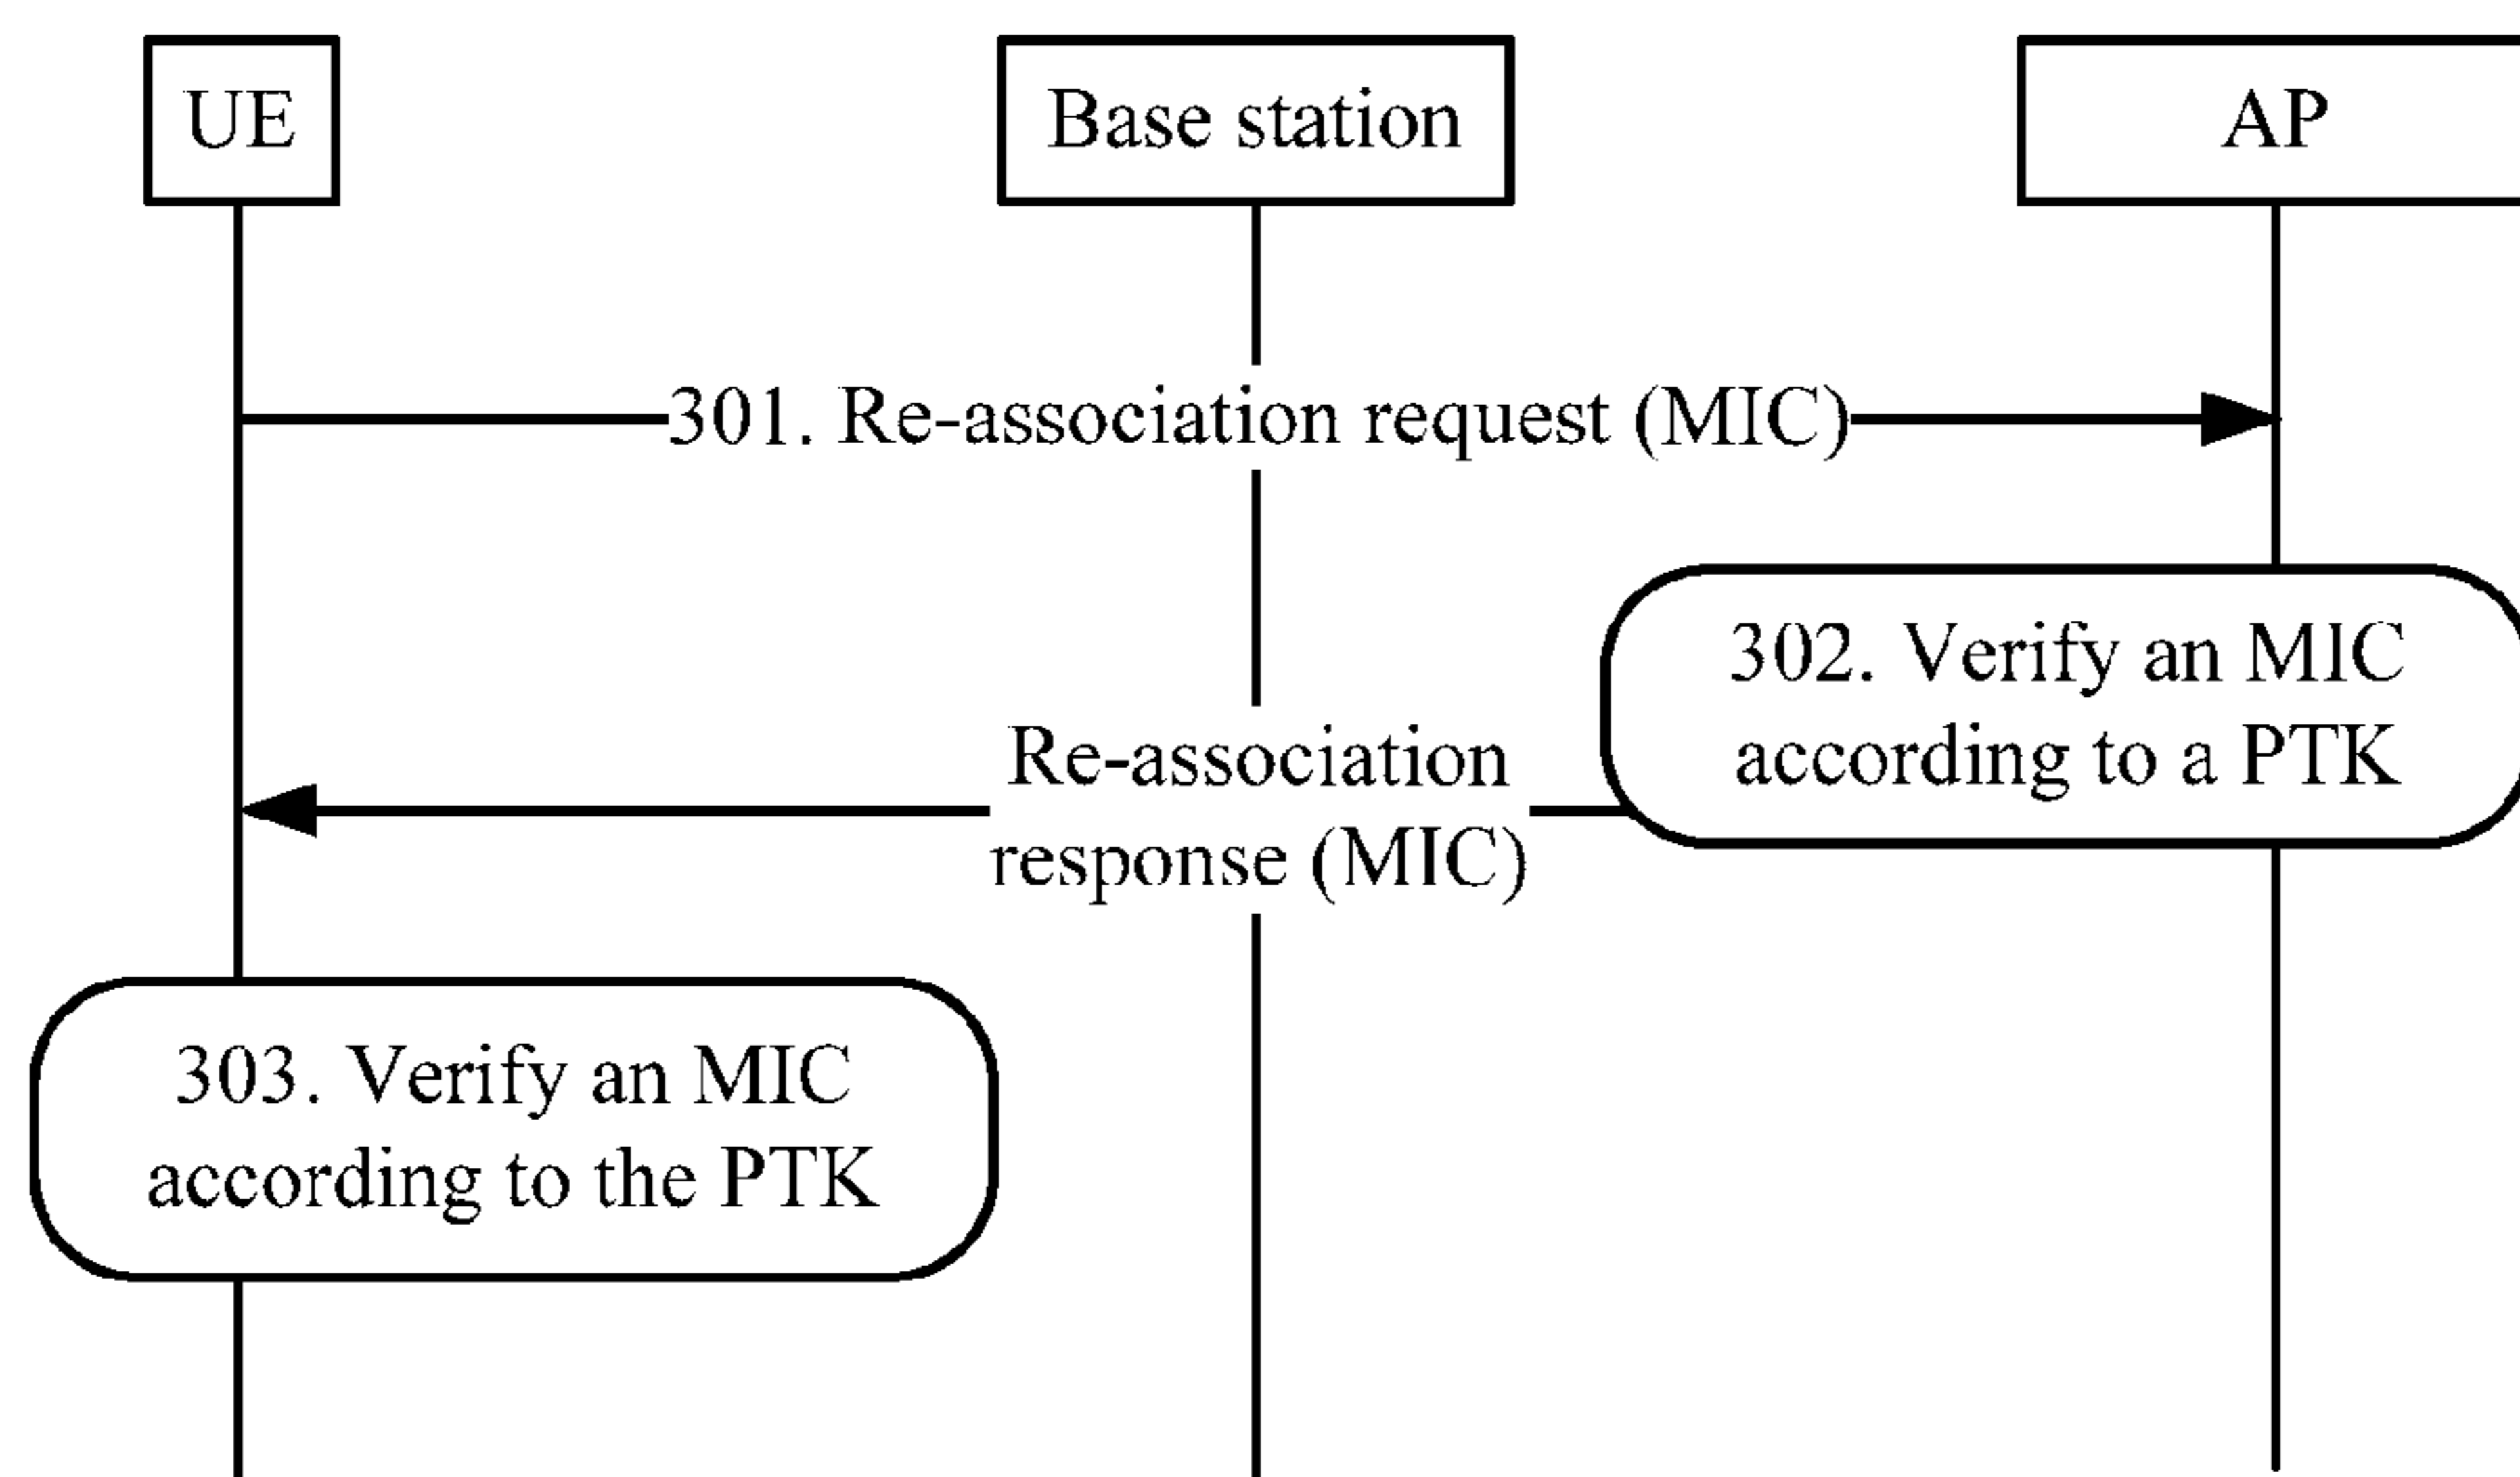 UE
Base station
AP
301. Re-association request (MIC)
302. Verify an MIC
according to a PTK
Re-association
response (MIC)
303. Verify an MIC
according to the PTK